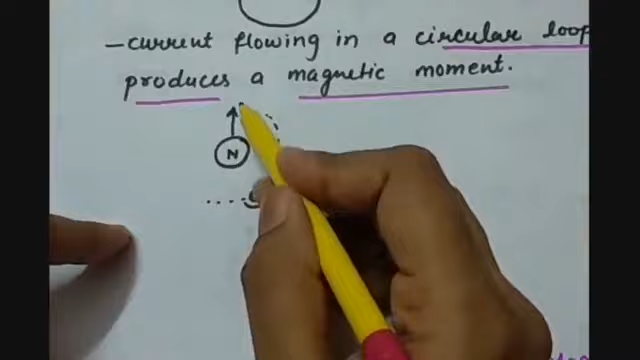 - current flowing in a circular loop
produces a magnetic moment.
N